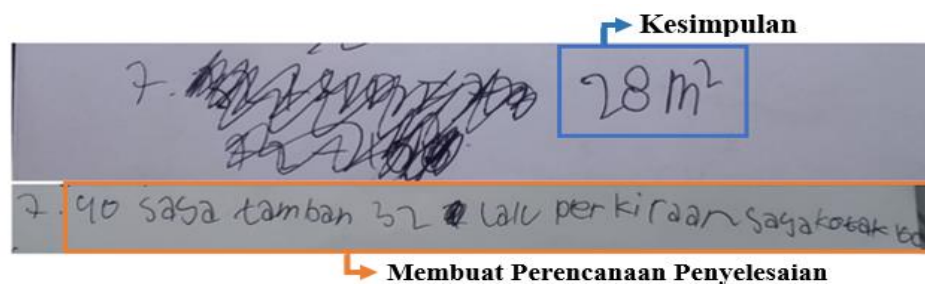 Kesimpulan
7. 28 m²
7. 40 saya tambah 32 lalu perkiraan saya kotak
Membuat Perencanaan Penyelesaian